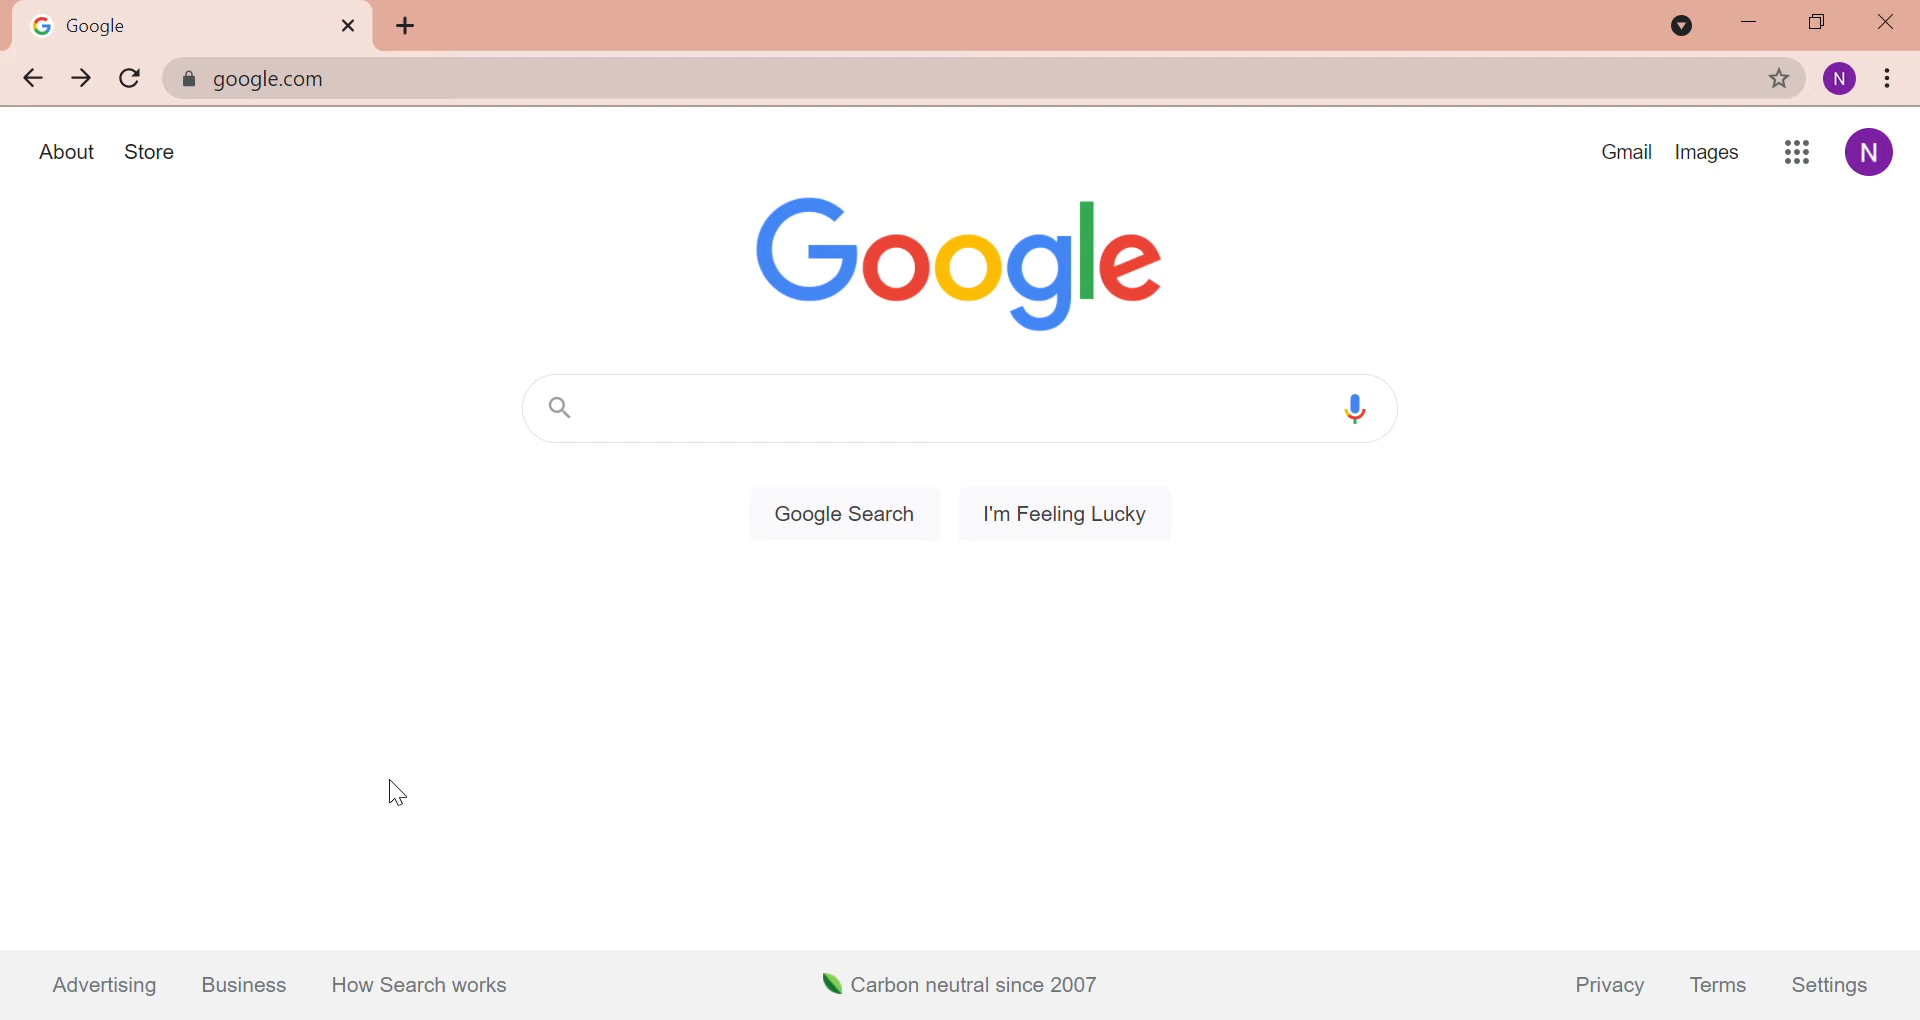 Google
google.com
N
About Store
Gmail Images
N
Google
Google Search I'm Feeling Lucky
Advertising Business How Search works Carbon neutral since 2007 Privacy Terms Settings